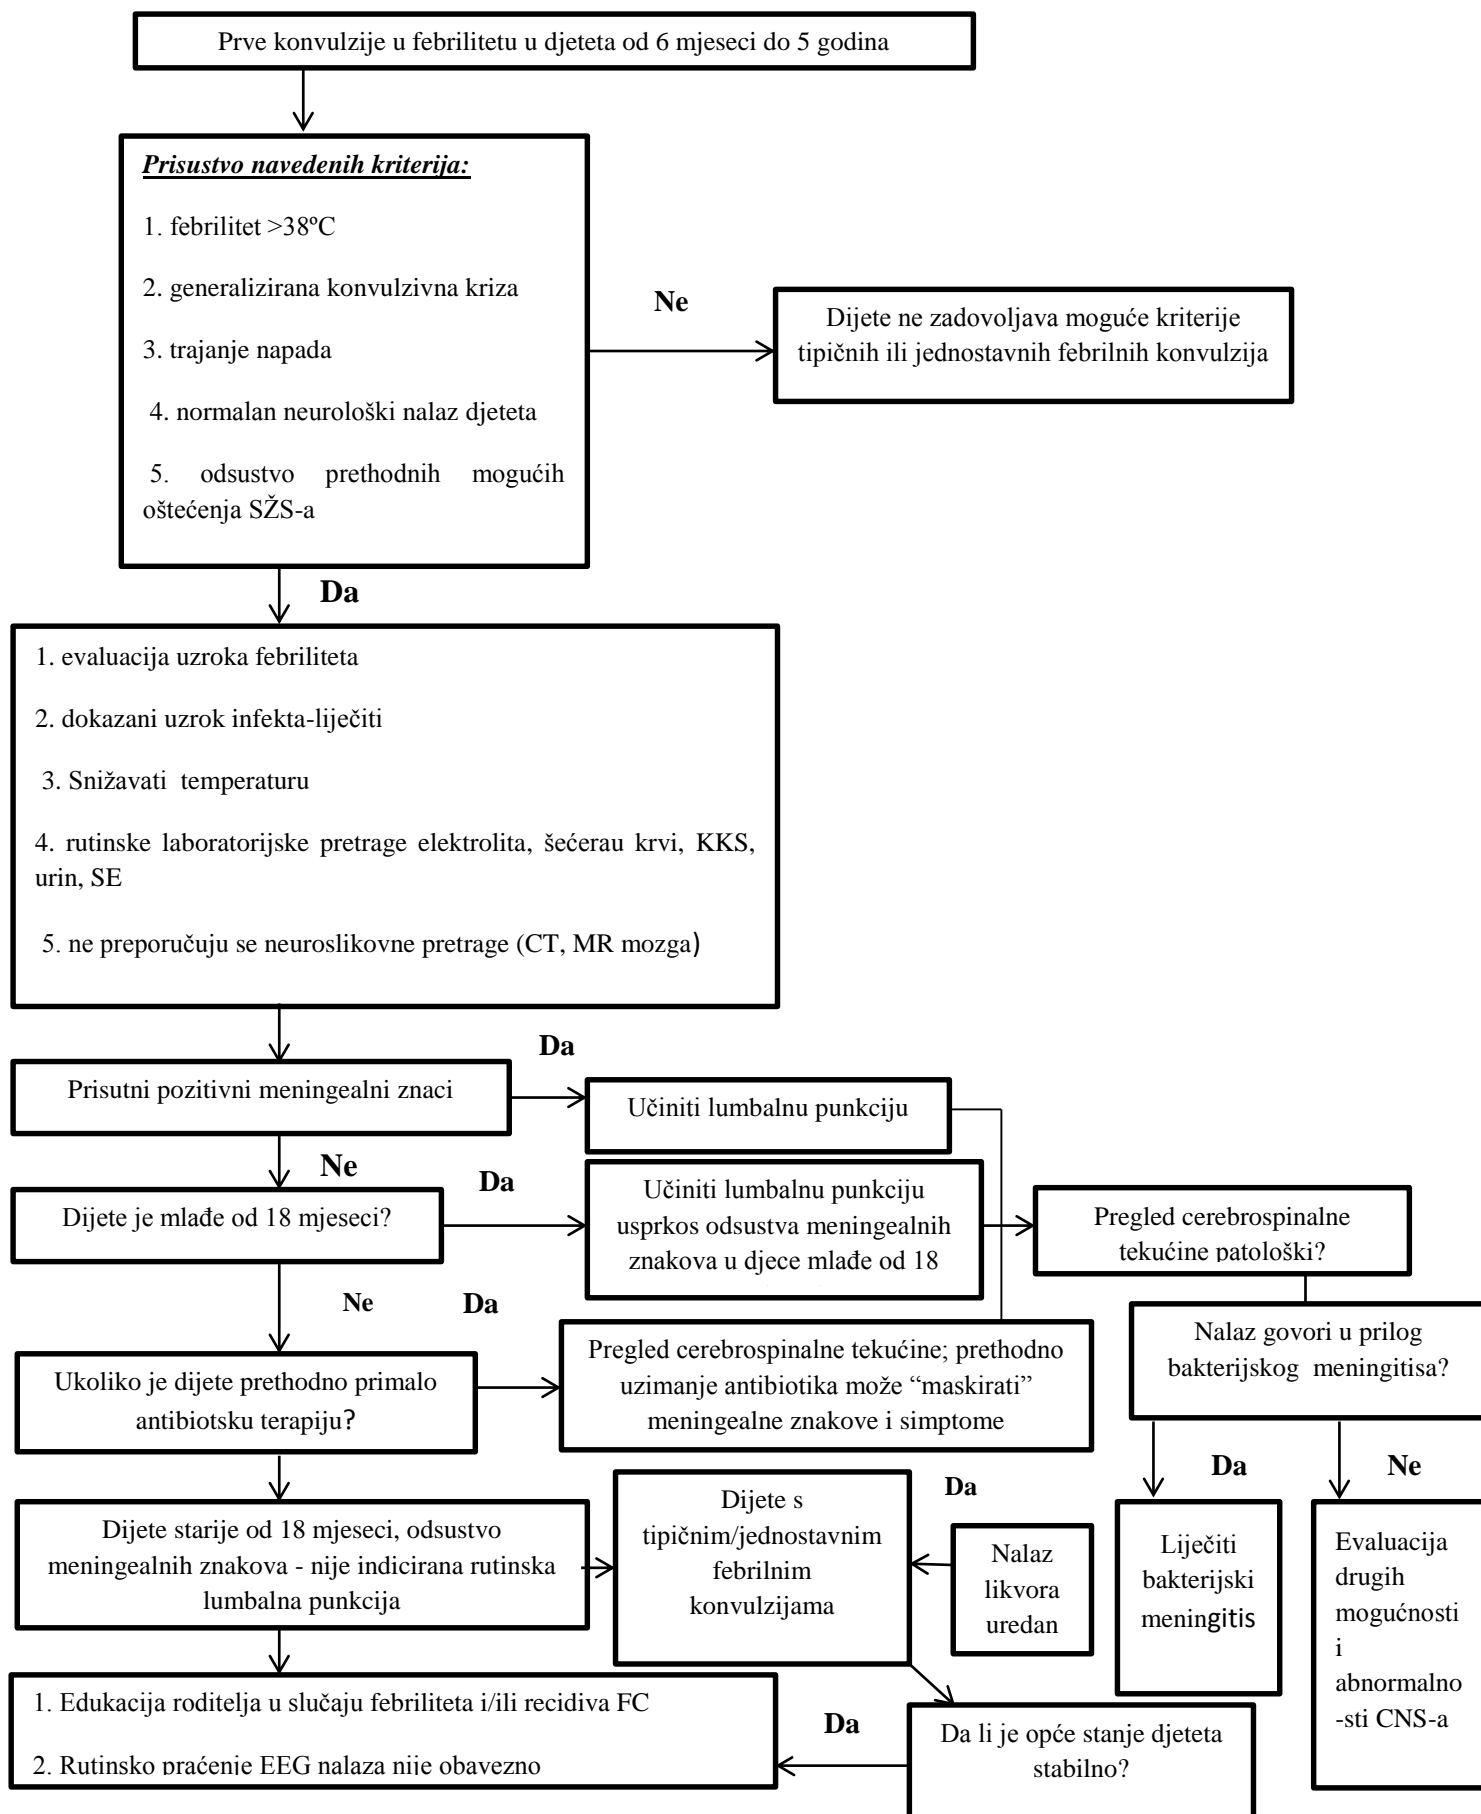 Prve konvulzije u febrilitetu u djeteta od 6 mjeseci do 5 godina
Prisustvo navedenih kriterija:
1. febrilitet >38ºC
2. generalizirana konvulzivna kriza
3. trajanje napada
4. normalan neurološki nalaz djeteta
5. odsustvo prethodnih mogućih
oštećenja SŽS-a
Ne
Dijete ne zadovoljava moguće kriterije
tipičnih ili jednostavnih febrilnih konvulzija
Da
1. evaluacija uzroka febriliteta
2. dokazani uzrok infekta-liječiti
3. Snižavati temperaturu
4. rutinske laboratorijske pretrage elektrolita, šećerau krvi, KKS,
urin, SE
5. ne preporučuju se neuroslikovne pretrage (CT, MR mozga)
Prisutni pozitivni meningealni znaci
Da
Učiniti lumbalnu punkciju
Ne
Dijete je mlađe od 18 mjeseci?
Da
Učiniti lumbalnu punkciju
usprkos odsustva meningealnih
znakova u djece mlađe od 18
Pregled cerebrospinalne
tekućine patološki?
Ne
Da
Ukoliko je dijete prethodno primalo
antibiotsku terapiju?
Pregled cerebrospinalne tekućine; prethodno
uzimanje antibiotika može “maskirati”
meningealne znakove i simptome
Nalaz govori u prilog
bakterijskog meningitisa?
Da
Ne
Dijete starije od 18 mjeseci, odsustvo
meningealnih znakova - nije indicirana rutinska
lumbalna punkcija
Dijete s
tipičnim/jednostavnim
febrilnim
konvulzijama
Da
Nalaz
likvora
uredan
Liječiti
bakterijski
meningitis
Evaluacija
drugih
mogućnosti
i
abnormalno
-sti CNS-a
1. Edukacija roditelja u slučaju febriliteta i/ili recidiva FC
2. Rutinsko praćenje EEG nalaza nije obavezno
Da
Da li je opće stanje djeteta
stabilno?